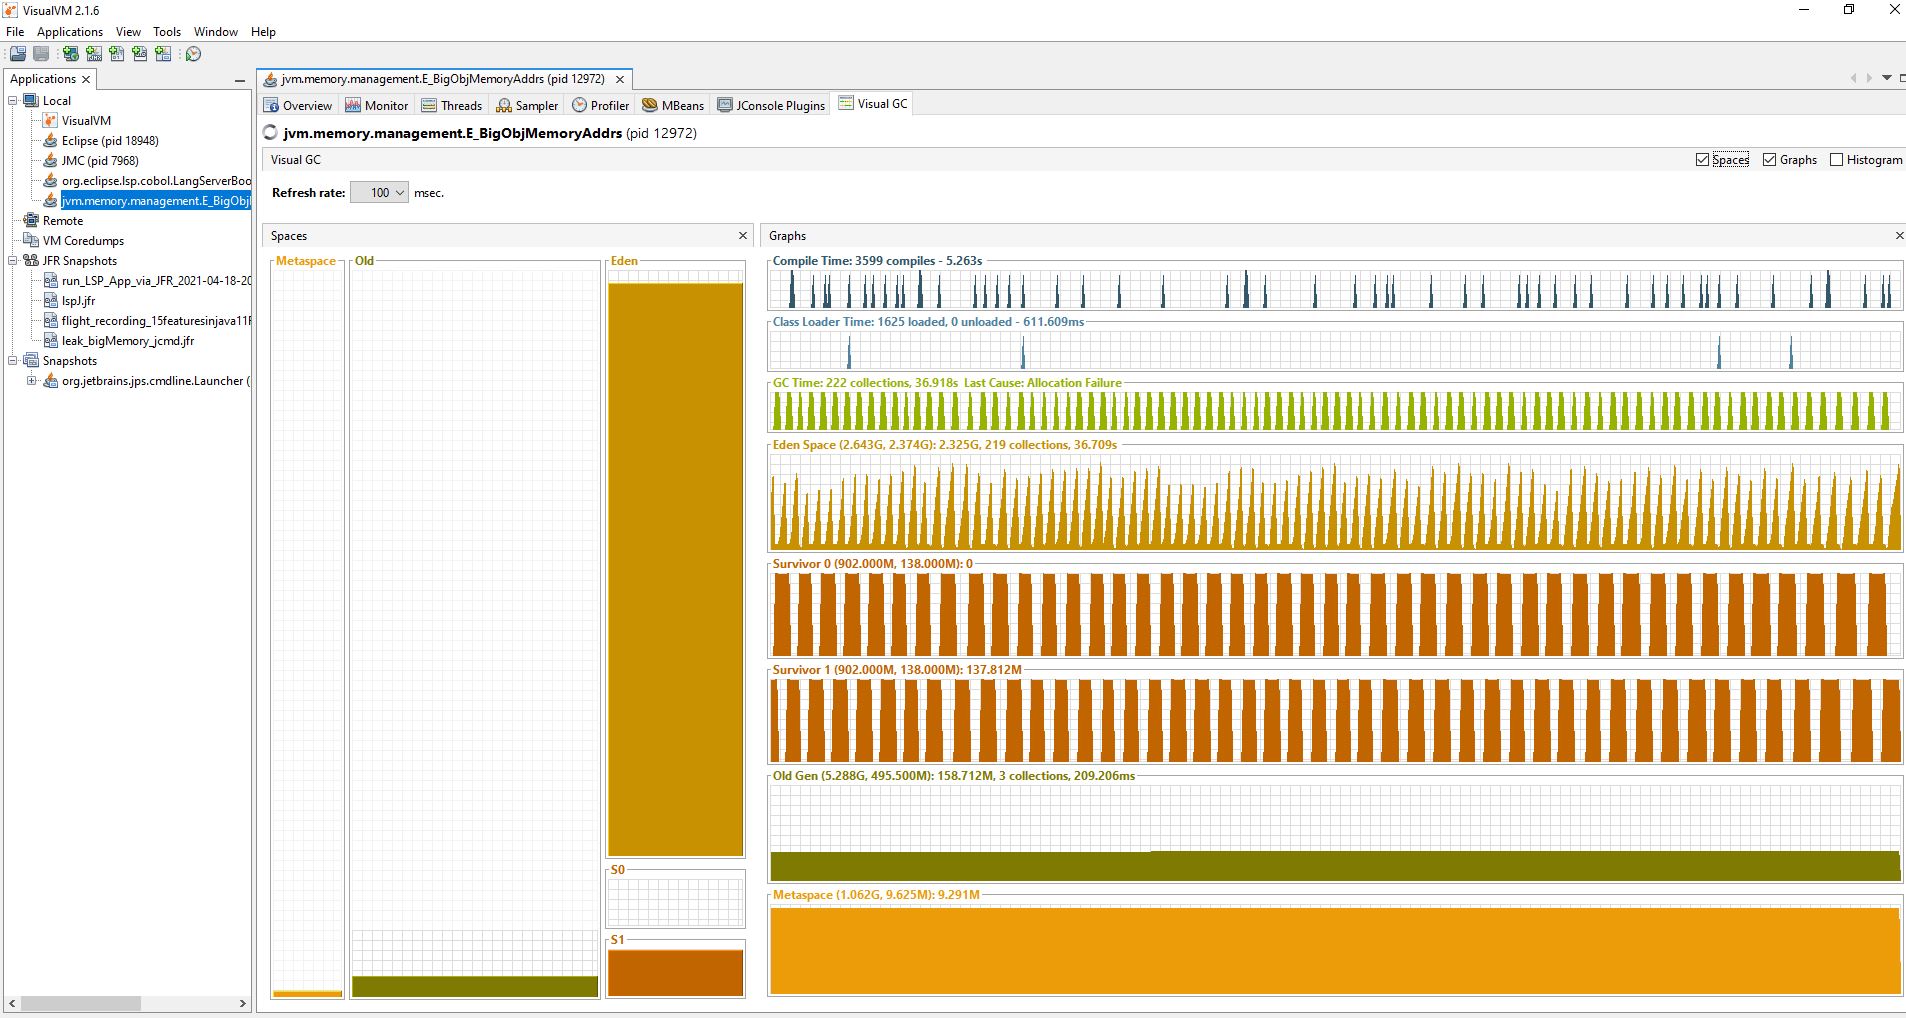 VisualVM 2.1.6
File Applications View Tools Window Help
Applications
Local
VisualVM
Eclipse (pid 18948)
JMC (pid 7968)
org.eclipse.lsp.cobol.LangServerBoo
jvm.memory.management.E_BigObj
Remote
VM Coredumps
JFR Snapshots
run_LSP_App_via_JFR_2021-04-18-20
lspJ.jfr
flight_recording_15featuresinjava11F
leak_bigMemory_jcmd.jfr
Snapshots
org.jetbrains.jps.cmdline.Launcher (
jvm.memory.management.E_BigObjMemoryAddrs (pid 12972)
Overview Monitor Threads Sampler Profiler MBeans JConsole Plugins Visual GC
jvm.memory.management.E_BigObjMemoryAddrs (pid 12972)
Visual GC
Spaces Graphs Histogram
Refresh rate: 100 msec.
Spaces
Metaspace
Old
Eden
S0
S1
Graphs
Compile Time: 3599 compiles - 5.263s
Class Loader Time: 1625 loaded, 0 unloaded - 611.609ms
GC Time: 222 collections, 36.918s Last Cause: Allocation Failure
Eden Space (2.643G, 2.374G): 2.325G, 219 collections, 36.709s
Survivor 0 (902.000M, 138.000M): 0
Survivor 1 (902.000M, 138.000M): 137.812M
Old Gen (5.288G, 495.500M): 158.712M, 3 collections, 209.206ms
Metaspace (1.062G, 9.625M): 9.291M